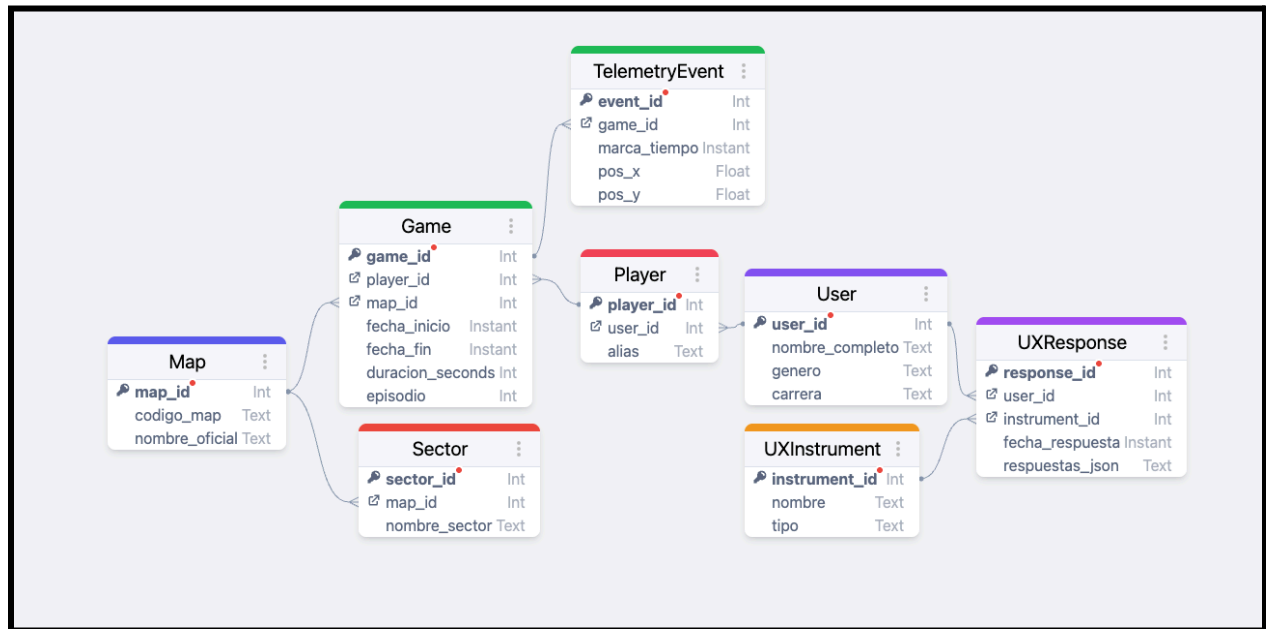 TelemetryEvent
event_id Int
game_id Int
marca_tiempo Instant
pos_x Float
pos_y Float
Game
game_id Int
player_id Int
map_id Int
fecha_inicio Instant
fecha_fin Instant
duracion_seconds Int
episodio Int
Player
player_id Int
user_id Int
alias Text
User
user_id Int
nombre_completo Text
genero Text
carrera Text
UXResponse
response_id Int
user_id Int
instrument_id Int
fecha_respuesta Instant
respuestas_json Text
Map
map_id Int
codigo_map Text
nombre_oficial Text
Sector
sector_id Int
map_id Int
nombre_sector Text
UXInstrument
instrument_id Int
nombre Text
tipo Text